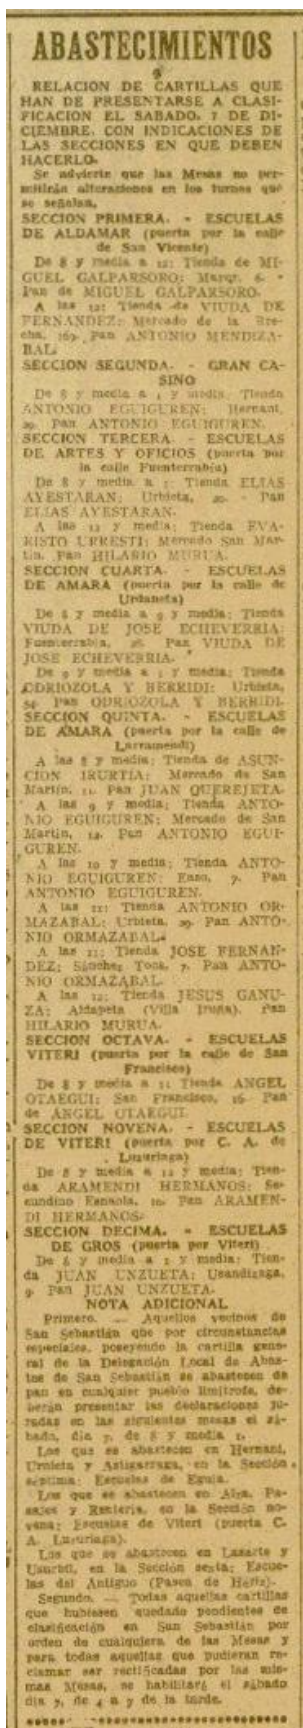 ABASTECIMIENTOS
RELACION DE CARTILLAS QUE
HAN DE PRESENTARSE A CLASI-
FICACION EL SABADO, 7 DE DI-
CIEMBRE, CON INDICACIONES DE
LAS SECCIONES EN QUE DEBEN
HACERLO.
Se advierte que las Mesas no per-
mitirán alteraciones en los turnos que
se señalan.
SECCION PRIMERA. - ESCUELAS
DE ALDAMAR (puerta por la calle
de San Vicente)
De 8 y media a 12: Tienda de MI-
GUEL GALPARSORO: Margr. 6. -
Pan de MIGUEL GALPARSORO.
A las 12: Tienda de VIUDA DE
FERNANDEZ: Mercado de la Bre-
cha, 169. Pan ANTONIO MENDIZA-
BAL.
SECCION SEGUNDA. - GRAN CA-
SINO
De 8 y media a 1 y media: Tienda
ANTONIO EGUIGUREN: Hernani,
29. Pan ANTONIO EGUIGUREN.
SECCION TERCERA. - ESCUELAS
DE ARTES Y OFICIOS (puerta por
la calle Fuenterrabía)
De 8 y media a 1: Tienda ELIAS
AYESTARAN: Urbieta, 20. - Pan
ELIAS AYESTARAN.
A las 12 y media: Tienda EVA-
RISTO URRESTI: Mercado San Mar-
tín. Pan HILARIO MURUA.
SECCION CUARTA. - ESCUELAS
DE AMARA (puerta por la calle de
Urdaneta)
De 8 y media a 9 y media: Tienda
VIUDA DE JOSE ECHEVERRIA:
Fuenterrabía, Pan VIUDA DE
JOSE ECHEVERRIA.
De 9 y media a 1 y media: Tienda
ODRIOZOLA Y BERRIDI: Urbieta,
54. Pan ODRIOZOLA Y BERRIDI.
SECCION QUINTA. - ESCUELAS
DE AMARA (puerta por la calle de
Larramendi)
A las 8 y media: Tienda de ASUN-
CION IRURTIA: Mercado de San
Martín, 11. Pan JUAN QUEREJETA.
A las 9 y media: Tienda ANTO-
NIO EGUIGUREN: Mercado de San
Martín, 14. Pan ANTONIO EGUI-
GUREN.
A las 10 y media: Tienda ANTO-
NIO EGUIGUREN: Easo, 7. Pan
ANTONIO EGUIGUREN.
A las 11: Tienda ANTONIO OR-
MAZABAL: Urbieta, 29. Pan ANTO-
NIO ORMAZABAL.
A las 11: Tienda JOSE FERNAN-
DEZ: Sánchez Toca, 7. Pan ANTO-
NIO ORMAZABAL.
A las 12: Tienda JESUS GANU-
ZA: Aldapeta (Villa Iruña). Pan
HILARIO MURUA.
SECCION OCTAVA. - ESCUELAS
VITERI (puerta por la calle de San
Francisco)
De 8 y media a 1: Tienda ANGEL
OTAEGUI: San Francisco, 16. Pan
de ANGEL OTAEGUI.
SECCION NOVENA. - ESCUELAS
DE VITERI (puerta por C. A. de
Luzuriaga)
De 8 y media a 12 y media: Tien-
da ARAMENDI HERMANOS: Se-
cundino Esnaola, 10. Pan ARAMEN-
DI HERMANOS.
SECCION DECIMA. - ESCUELAS
DE GROS (puerta por Viteri)
De 8 y media a 1 y media: Tien-
da JUAN UNZUETA: Usandizaga,
9. Pan JUAN UNZUETA.
NOTA ADICIONAL
Primero. — Aquellos vecinos de
San Sebastián que por circunstancias
especiales, poseyendo la cartilla gene-
ral de la Delegación Local de Abas-
tos de San Sebastián se abastecen de
pan en cualquier pueblo limítrofe, de-
berán presentar las declaraciones ju-
radas en las siguientes mesas el sá-
bado, día 7, de 8 y media 1.
Los que se abastecen en Hernani,
Urnieta y Astigarraga, en la Sección
séptima: Escuelas de Eguía.
Los que se abastecen en Alza, Pa-
sajes y Rentería, en la Sección no-
vena: Escuelas de Viteri (puerta C.
A. Luzuriaga).
Los que se abastecen en Lasarte y
Usurbil, en la Sección sexta: Escue-
las del Antiguo (Paseo de Heriz).
Segundo. — Todas aquellas cartillas
que hubiesen quedado pendientes de
clasificación en San Sebastián por
orden de cualquiera de las Mesas y
para todas aquellas que pudieran re-
clamar ser rectificadas por las mis-
mas Mesas, se habilitará el sábado
día 7, de 4 a 7 de la tarde.